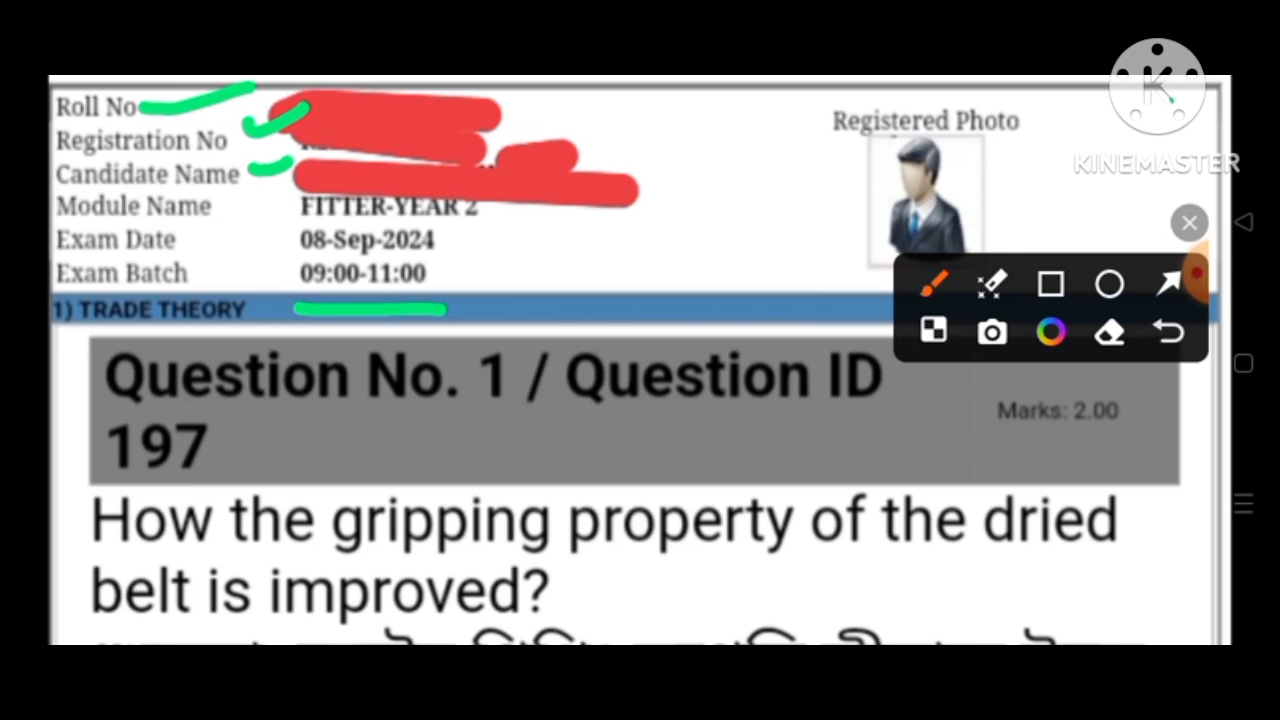 Roll No
Registration No
Candidate Name
Module Name FITTER-YEAR 2
Exam Date 08-Sep-2024
Exam Batch 09:00-11:00
Registered Photo
KINEMASTER
1) TRADE THEORY
Question No. 1 / Question ID
197
Marks: 2.00
How the gripping property of the dried
belt is improved?